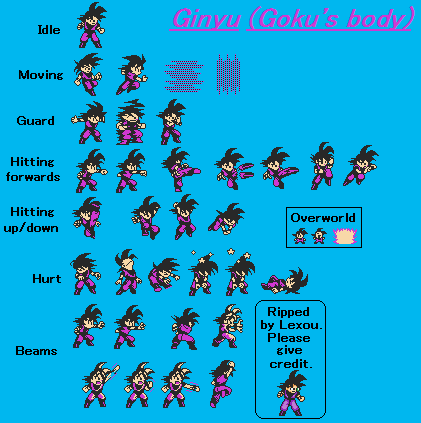 Ginyu (Goku's body)
Idle
Moving
Guard
Hitting
forwards
Hitting
up/down
Overworld
Hurt
Beams
Ripped
by Lexou.
Please
give
credit.